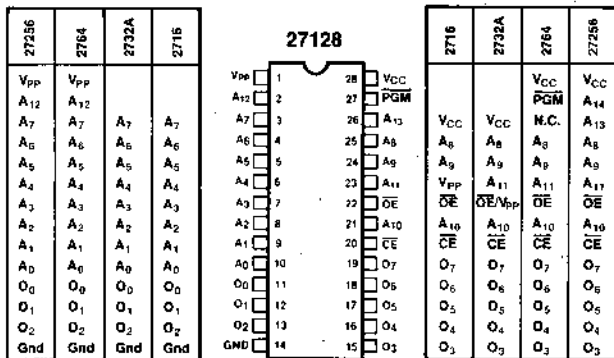 27256 2764 2732A 2716
27128
2716 2732A 2764 27256
VPP VPP VPP 1 28 VCC VCC VCC
A12 A12 A12 2 27 PGM PGM A14
A7 A7 A7 A7 A7 3 26 A13 VCC VCC N.C. A13
A6 A6 A6 A6 A6 4 25 A8 A8 A8 A8 A8
A5 A5 A5 A5 A5 5 24 A9 A9 A9 A9 A9
A4 A4 A4 A4 A4 6 23 A11 VPP A11 A11 A11
A3 A3 A3 A3 A3 7 22 OE OE OE/VPP OE OE
A2 A2 A2 A2 A2 8 21 A10 A10 A10 A10 A10
A1 A1 A1 A1 A1 9 20 CE CE CE CE CE
A0 A0 A0 A0 A0 10 19 O7 O7 O7 O7 O7
O0 O0 O0 O0 O0 11 18 O6 O6 O6 O6 O6
O1 O1 O1 O1 O1 12 17 O5 O5 O5 O5 O5
O2 O2 O2 O2 O2 13 16 O4 O4 O4 O4 O4
Gnd Gnd Gnd Gnd GND 14 15 O3 O3 O3 O3 O3